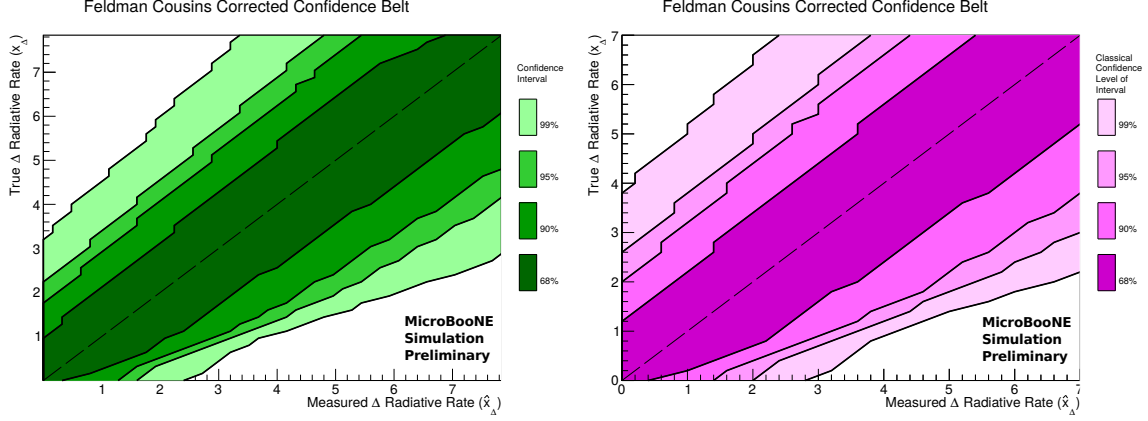 Feldman Cousins Corrected Confidence Belt
True Δ Radiative Rate (x_Δ)
7
6
5
4
3
2
1
1 2 3 4 5 6 7
Measured Δ Radiative Rate (x̂_Δ)
Confidence
Interval
99%
95%
90%
68%
MicroBooNE
Simulation
Preliminary
Feldman Cousins Corrected Confidence Belt
True Δ Radiative Rate (x_Δ)
7
6
5
4
3
2
1
0
0 1 2 3 4 5 6 7
Measured Δ Radiative Rate (x̂_Δ)
Classical
Confidence
Level of
Interval
99%
95%
90%
68%
MicroBooNE
Simulation
Preliminary